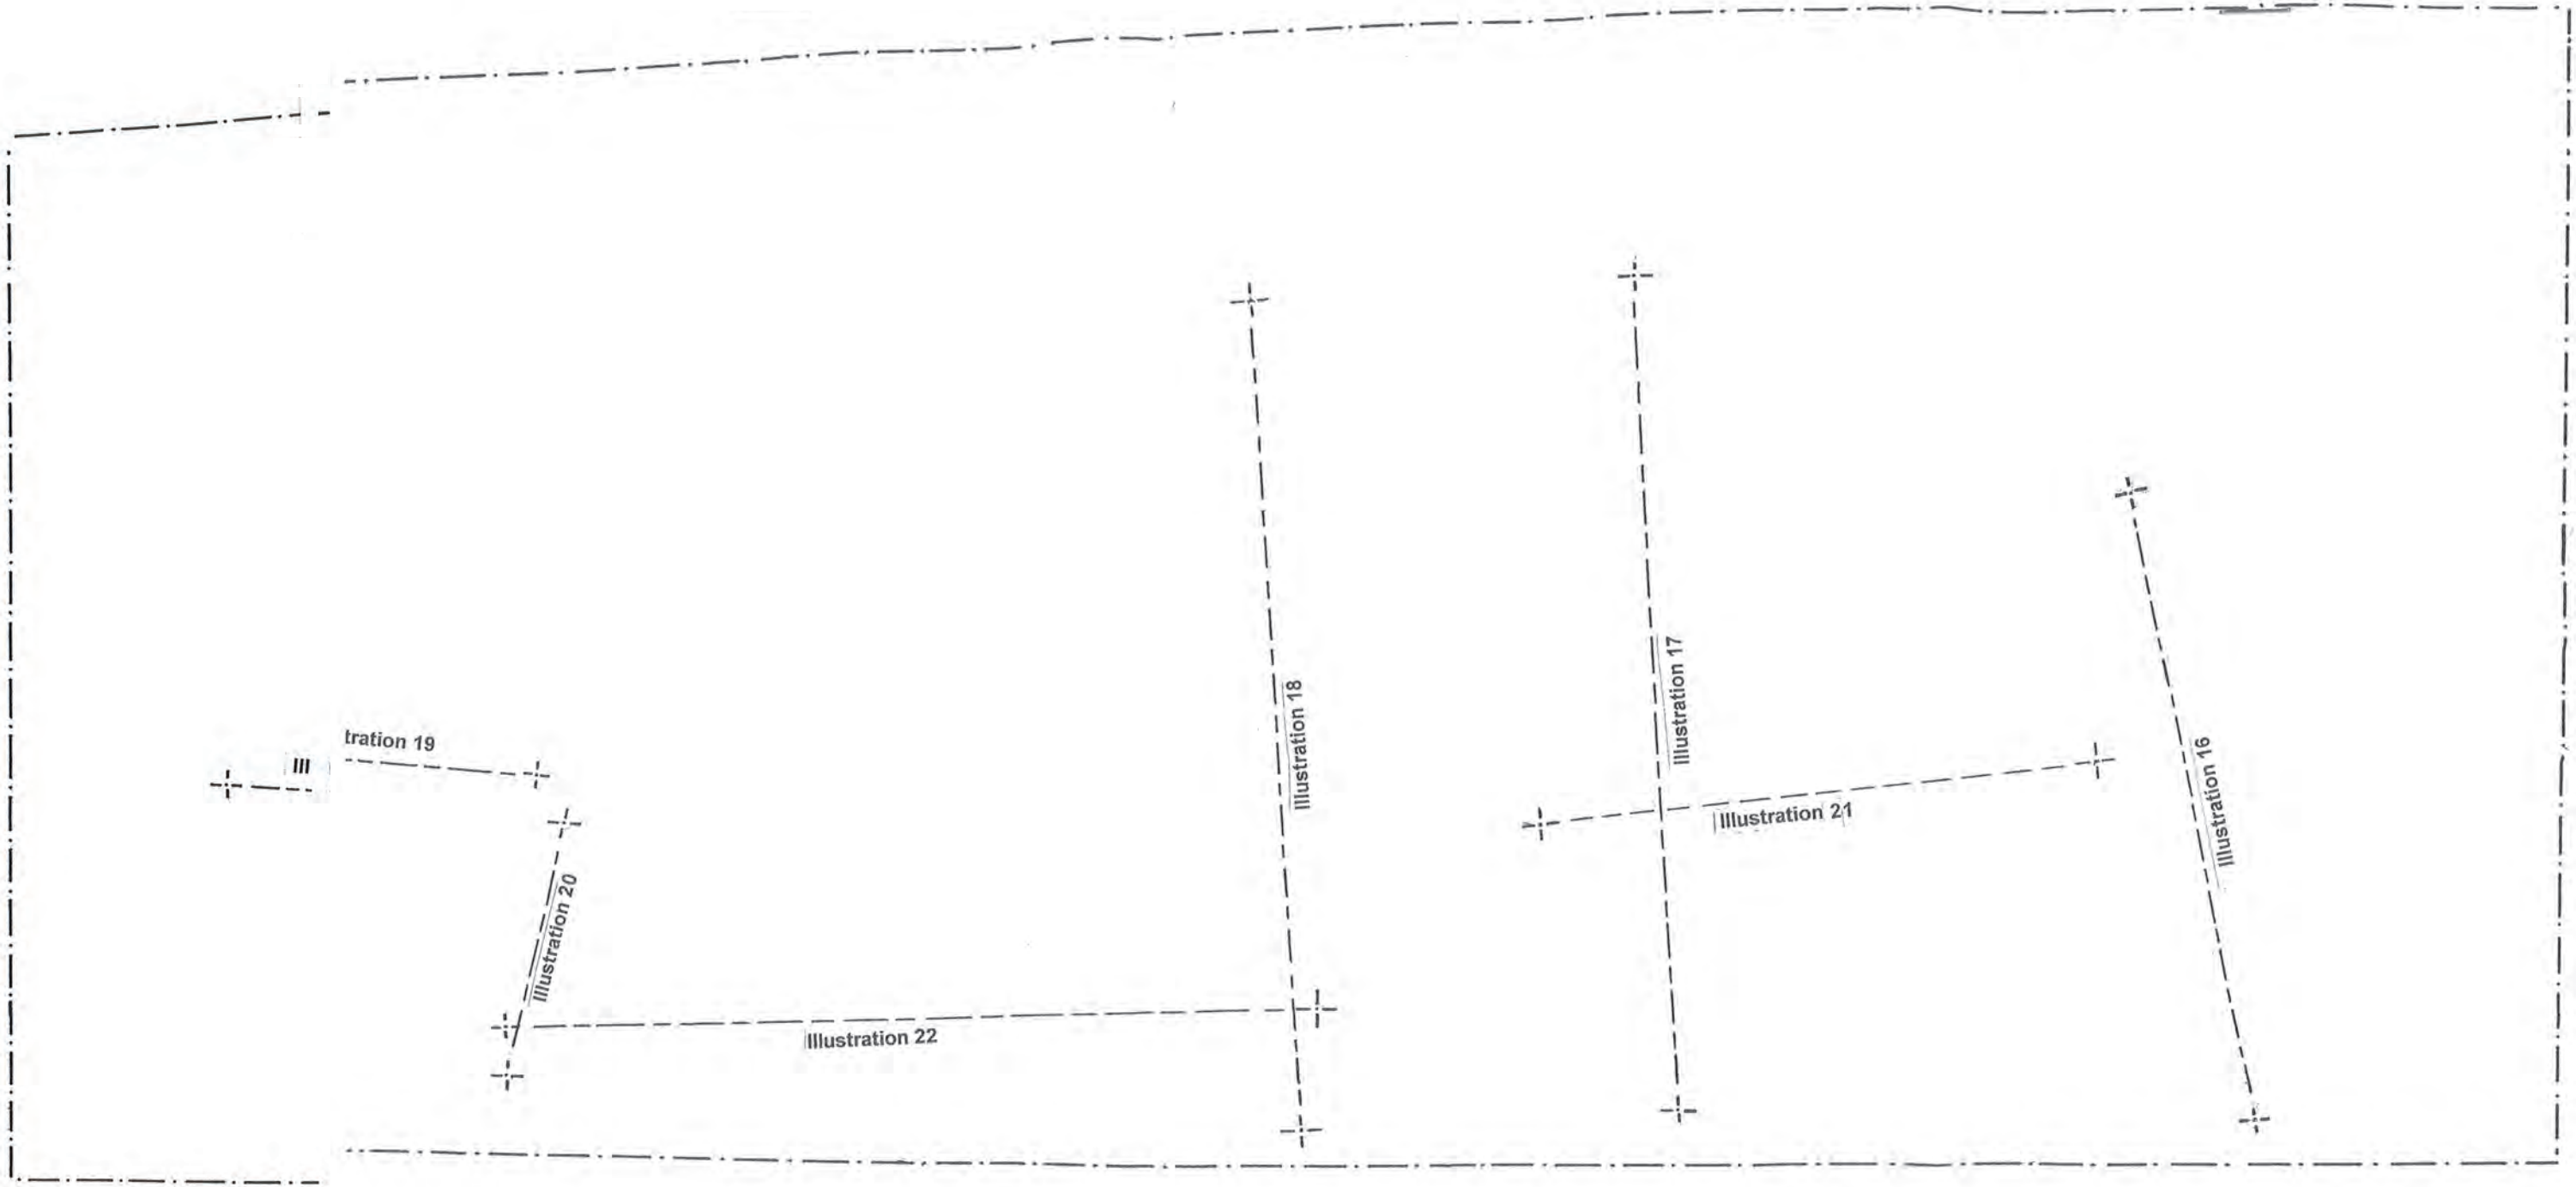 Illustration 18
Illustration 17
Illustration 16
Ill
tration 19
Illustration 21
Illustration 20
Illustration 22